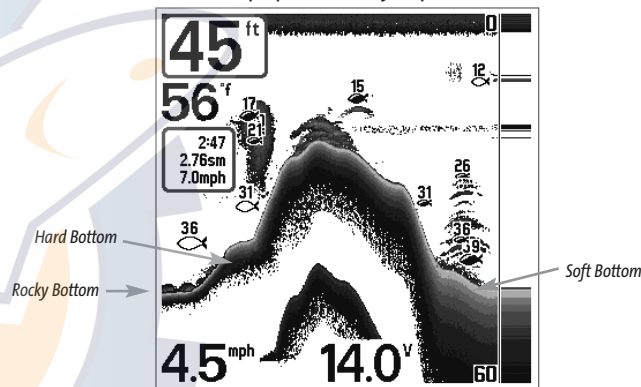 45 ft
0
56°f
12
15
17
21
2:47
2.76sm
7.0mph
26
31
31
36
36
39
Hard Bottom
Soft Bottom
Rocky Bottom
4.5 mph
14.0 V
60